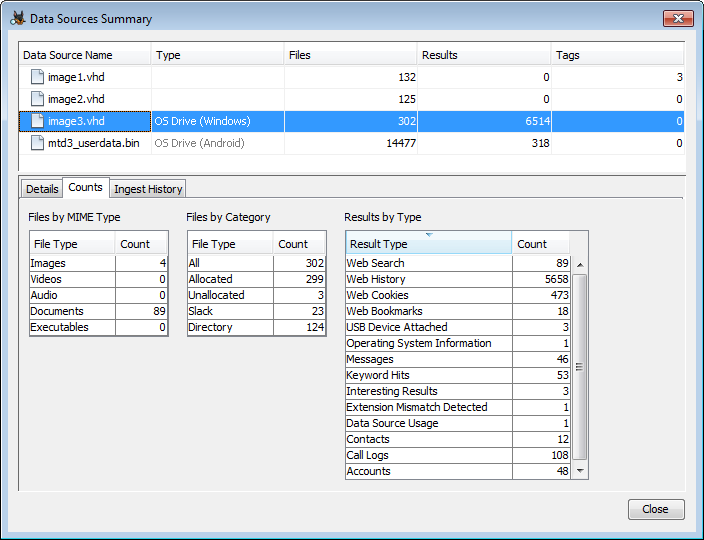 Data Sources Summary
Data Source Name Type Files Results Tags
image1.vhd 132 0 3
image2.vhd 125 0 0
image3.vhd OS Drive (Windows) 302 6514 0
mtd3_userdata.bin OS Drive (Android) 14477 318 0
Details Counts Ingest History
Files by MIME Type
File Type Count
Images 4
Videos 0
Audio 0
Documents 89
Executables 0
Files by Category
File Type Count
All 302
Allocated 299
Unallocated 3
Slack 23
Directory 124
Results by Type
Result Type Count
Web Search 89
Web History 5658
Web Cookies 473
Web Bookmarks 18
USB Device Attached 3
Operating System Information 1
Messages 46
Keyword Hits 53
Interesting Results 3
Extension Mismatch Detected 1
Data Source Usage 1
Contacts 12
Call Logs 108
Accounts 48
Close